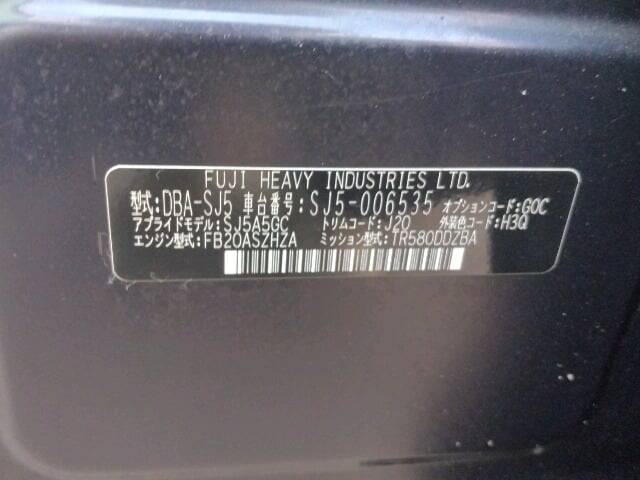 FUJI HEAVY INDUSTRIES LTD.
型式:DBA-SJ5 車台番号:SJ5-006535 オプションコード:G0C
アプライドモデル:SJ5A5GC トリムコード:J20 外装色コード:H3Q
エンジン型式:FB20ASZHZA ミッション型式:TR580DDZBA